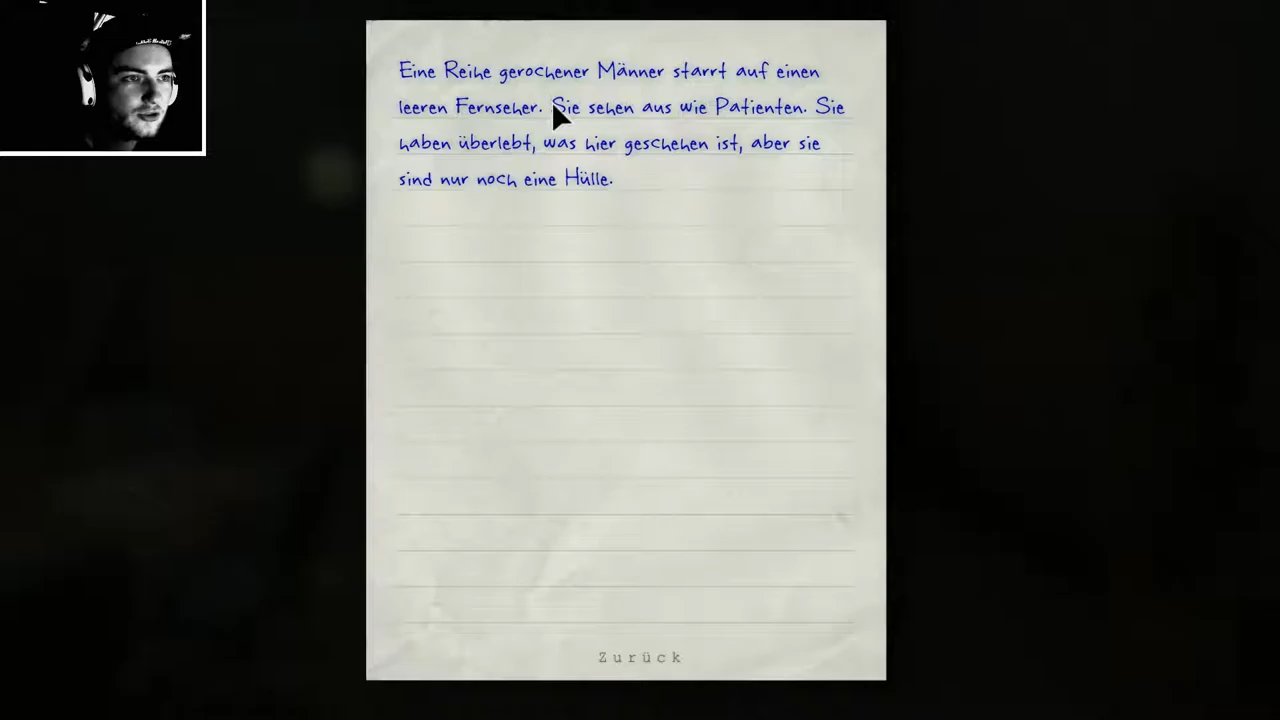 Eine Reihe gerochener Männer starrt auf einen
leeren Fernseher. Sie sehen aus wie Patienten. Sie
haben überlebt, was hier geschehen ist, aber sie
sind nur noch eine Hülle.
Zurück